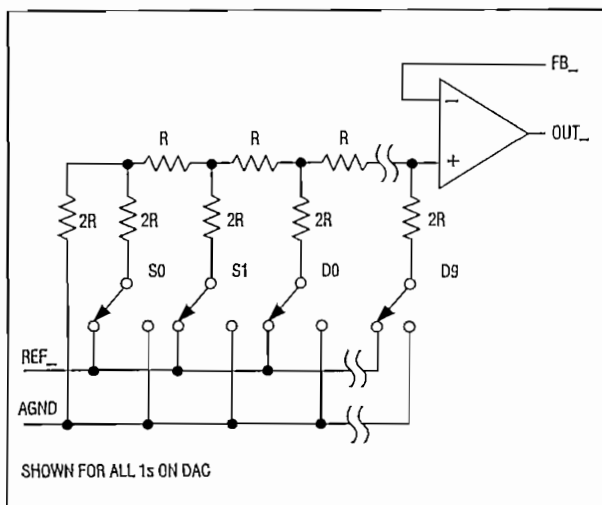 FB_
R R R
OUT_
2R 2R 2R 2R 2R
S0 S1 D0 D9
REF_
AGND
SHOWN FOR ALL 1s ON DAC